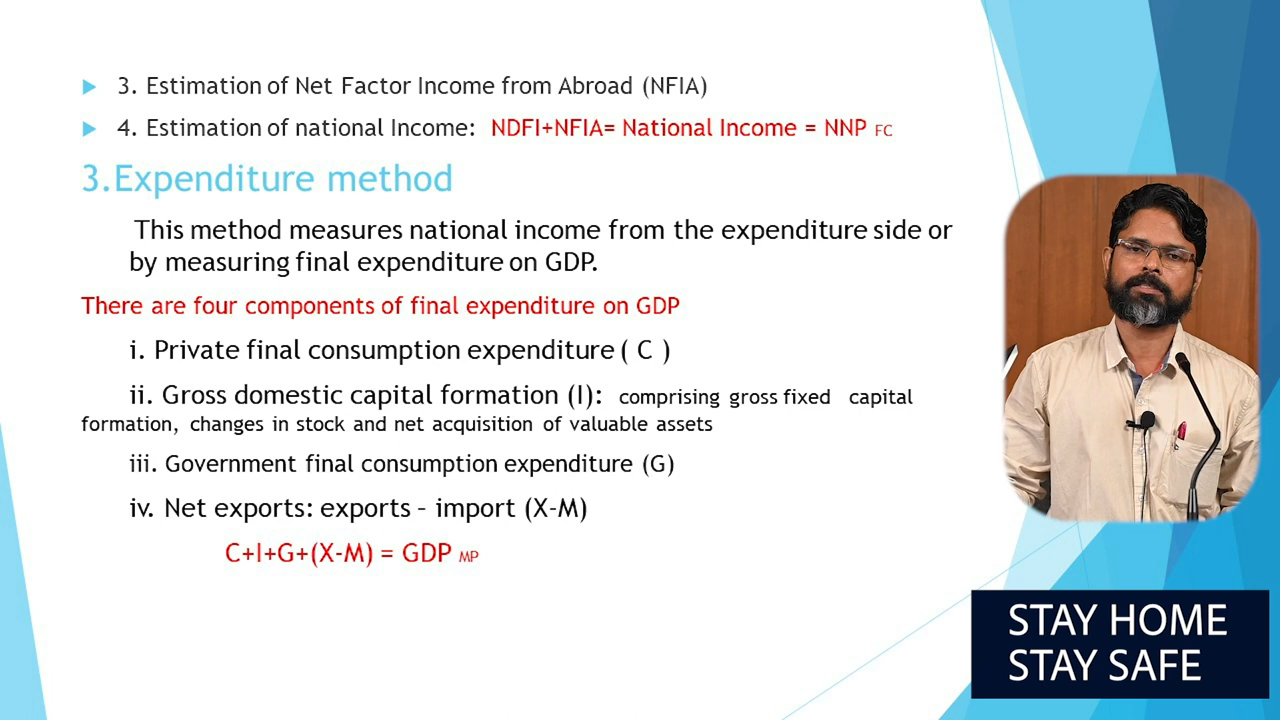 3. Estimation of Net Factor Income from Abroad (NFIA)
4. Estimation of national Income: NDFI+NFIA= National Income = NNP FC
3.Expenditure method
This method measures national income from the expenditure side or
by measuring final expenditure on GDP.
There are four components of final expenditure on GDP
i. Private final consumption expenditure ( C )
ii. Gross domestic capital formation (I): comprising gross fixed capital
formation, changes in stock and net acquisition of valuable assets
iii. Government final consumption expenditure (G)
iv. Net exports: exports – import (X-M)
C+I+G+(X-M) = GDP MP
STAY HOME
STAY SAFE